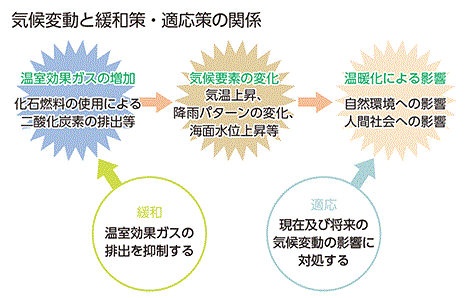 気候変動と緩和策・適応策の関係
温室効果ガスの増加
化石燃料の使用による
二酸化炭素の排出等
気候要素の変化
気温上昇、
降雨パターンの変化、
海面水位上昇等
温暖化による影響
自然環境への影響
人間社会への影響
緩和
温室効果ガスの
排出を抑制する
適応
現在及び将来の
気候変動の影響に
対処する